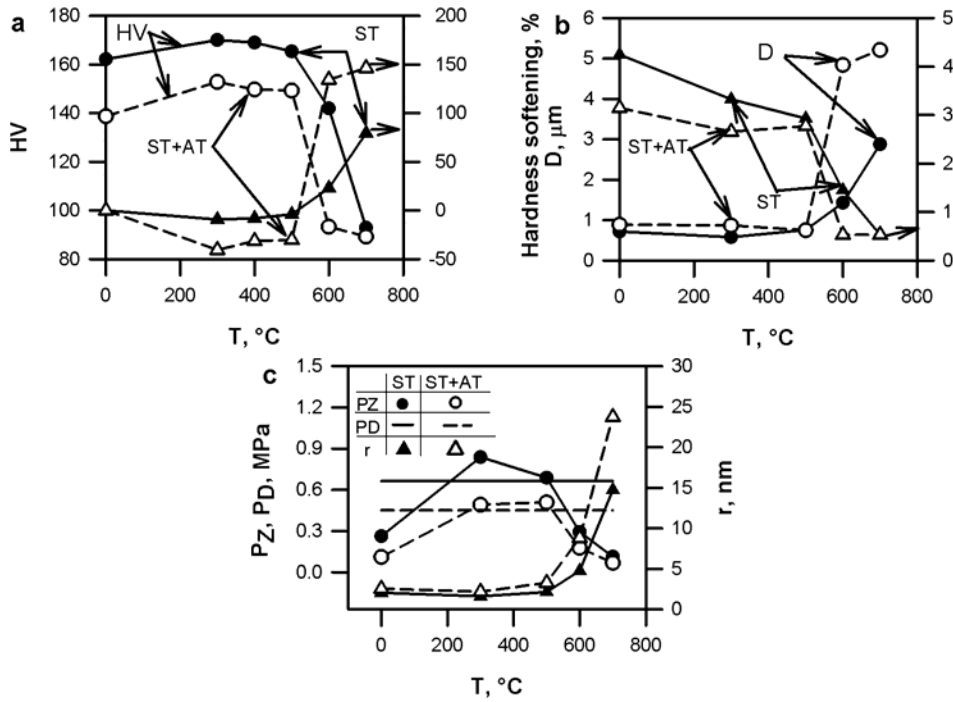 a
HV
180
160
140
120
100
80
HV
ST
ST+AT
200
150
100
50
0
-50
0 200 400 600 800
T, °C
b
Hardness softening, %
D, μm
6
5
4
3
2
1
0
D
ST+AT
ST
5
4
3
2
1
0
0 200 400 600 800
T, °C
c
PZ, PD, MPa
1.5
1.2
0.9
0.6
0.3
0.0
ST ST+AT
PZ
PD
r
30
25
20
15
10
5
0
r, nm
0 200 400 600 800
T, °C